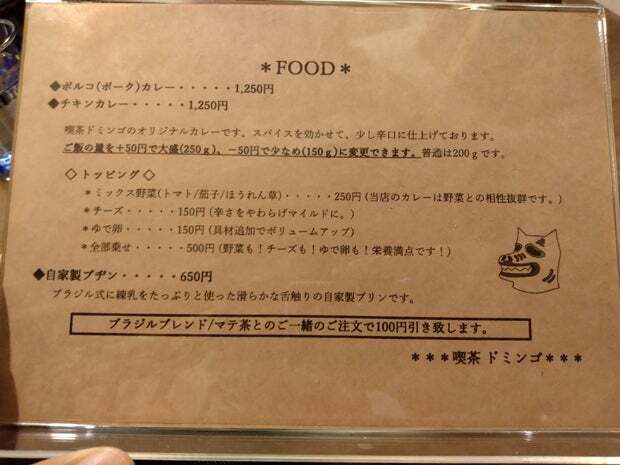 *FOOD*
◆ポルコ(ポーク)カレー・・・・・1,250円
◆チキンカレー・・・・・1,250円
喫茶ドミンゴのオリジナルカレーです。スパイスを効かせて、少し辛口に仕上げております。
ご飯の量を+50円で大盛(250g)、-50円で少なめ(150g)に変更できます。普通は200gです。
◇トッピング◇
*ミックス野菜(トマト/茄子/ほうれん草)・・・・・250円(当店のカレーは野菜との相性抜群です。)
*チーズ・・・・・150円(辛さをやわらげマイルドに。)
*ゆで卵・・・・・150円(具材追加でボリュームアップ)
*全部乗せ・・・・・500円(野菜も!チーズも!ゆで卵も!栄養満点です!)
◆自家製プヂン・・・・・650円
ブラジル式に練乳をたっぷりと使った滑らかな舌触りの自家製プリンです。
ブラジルブレンド/マテ茶とのご一緒のご注文で100円引き致します。
***喫茶ドミンゴ***